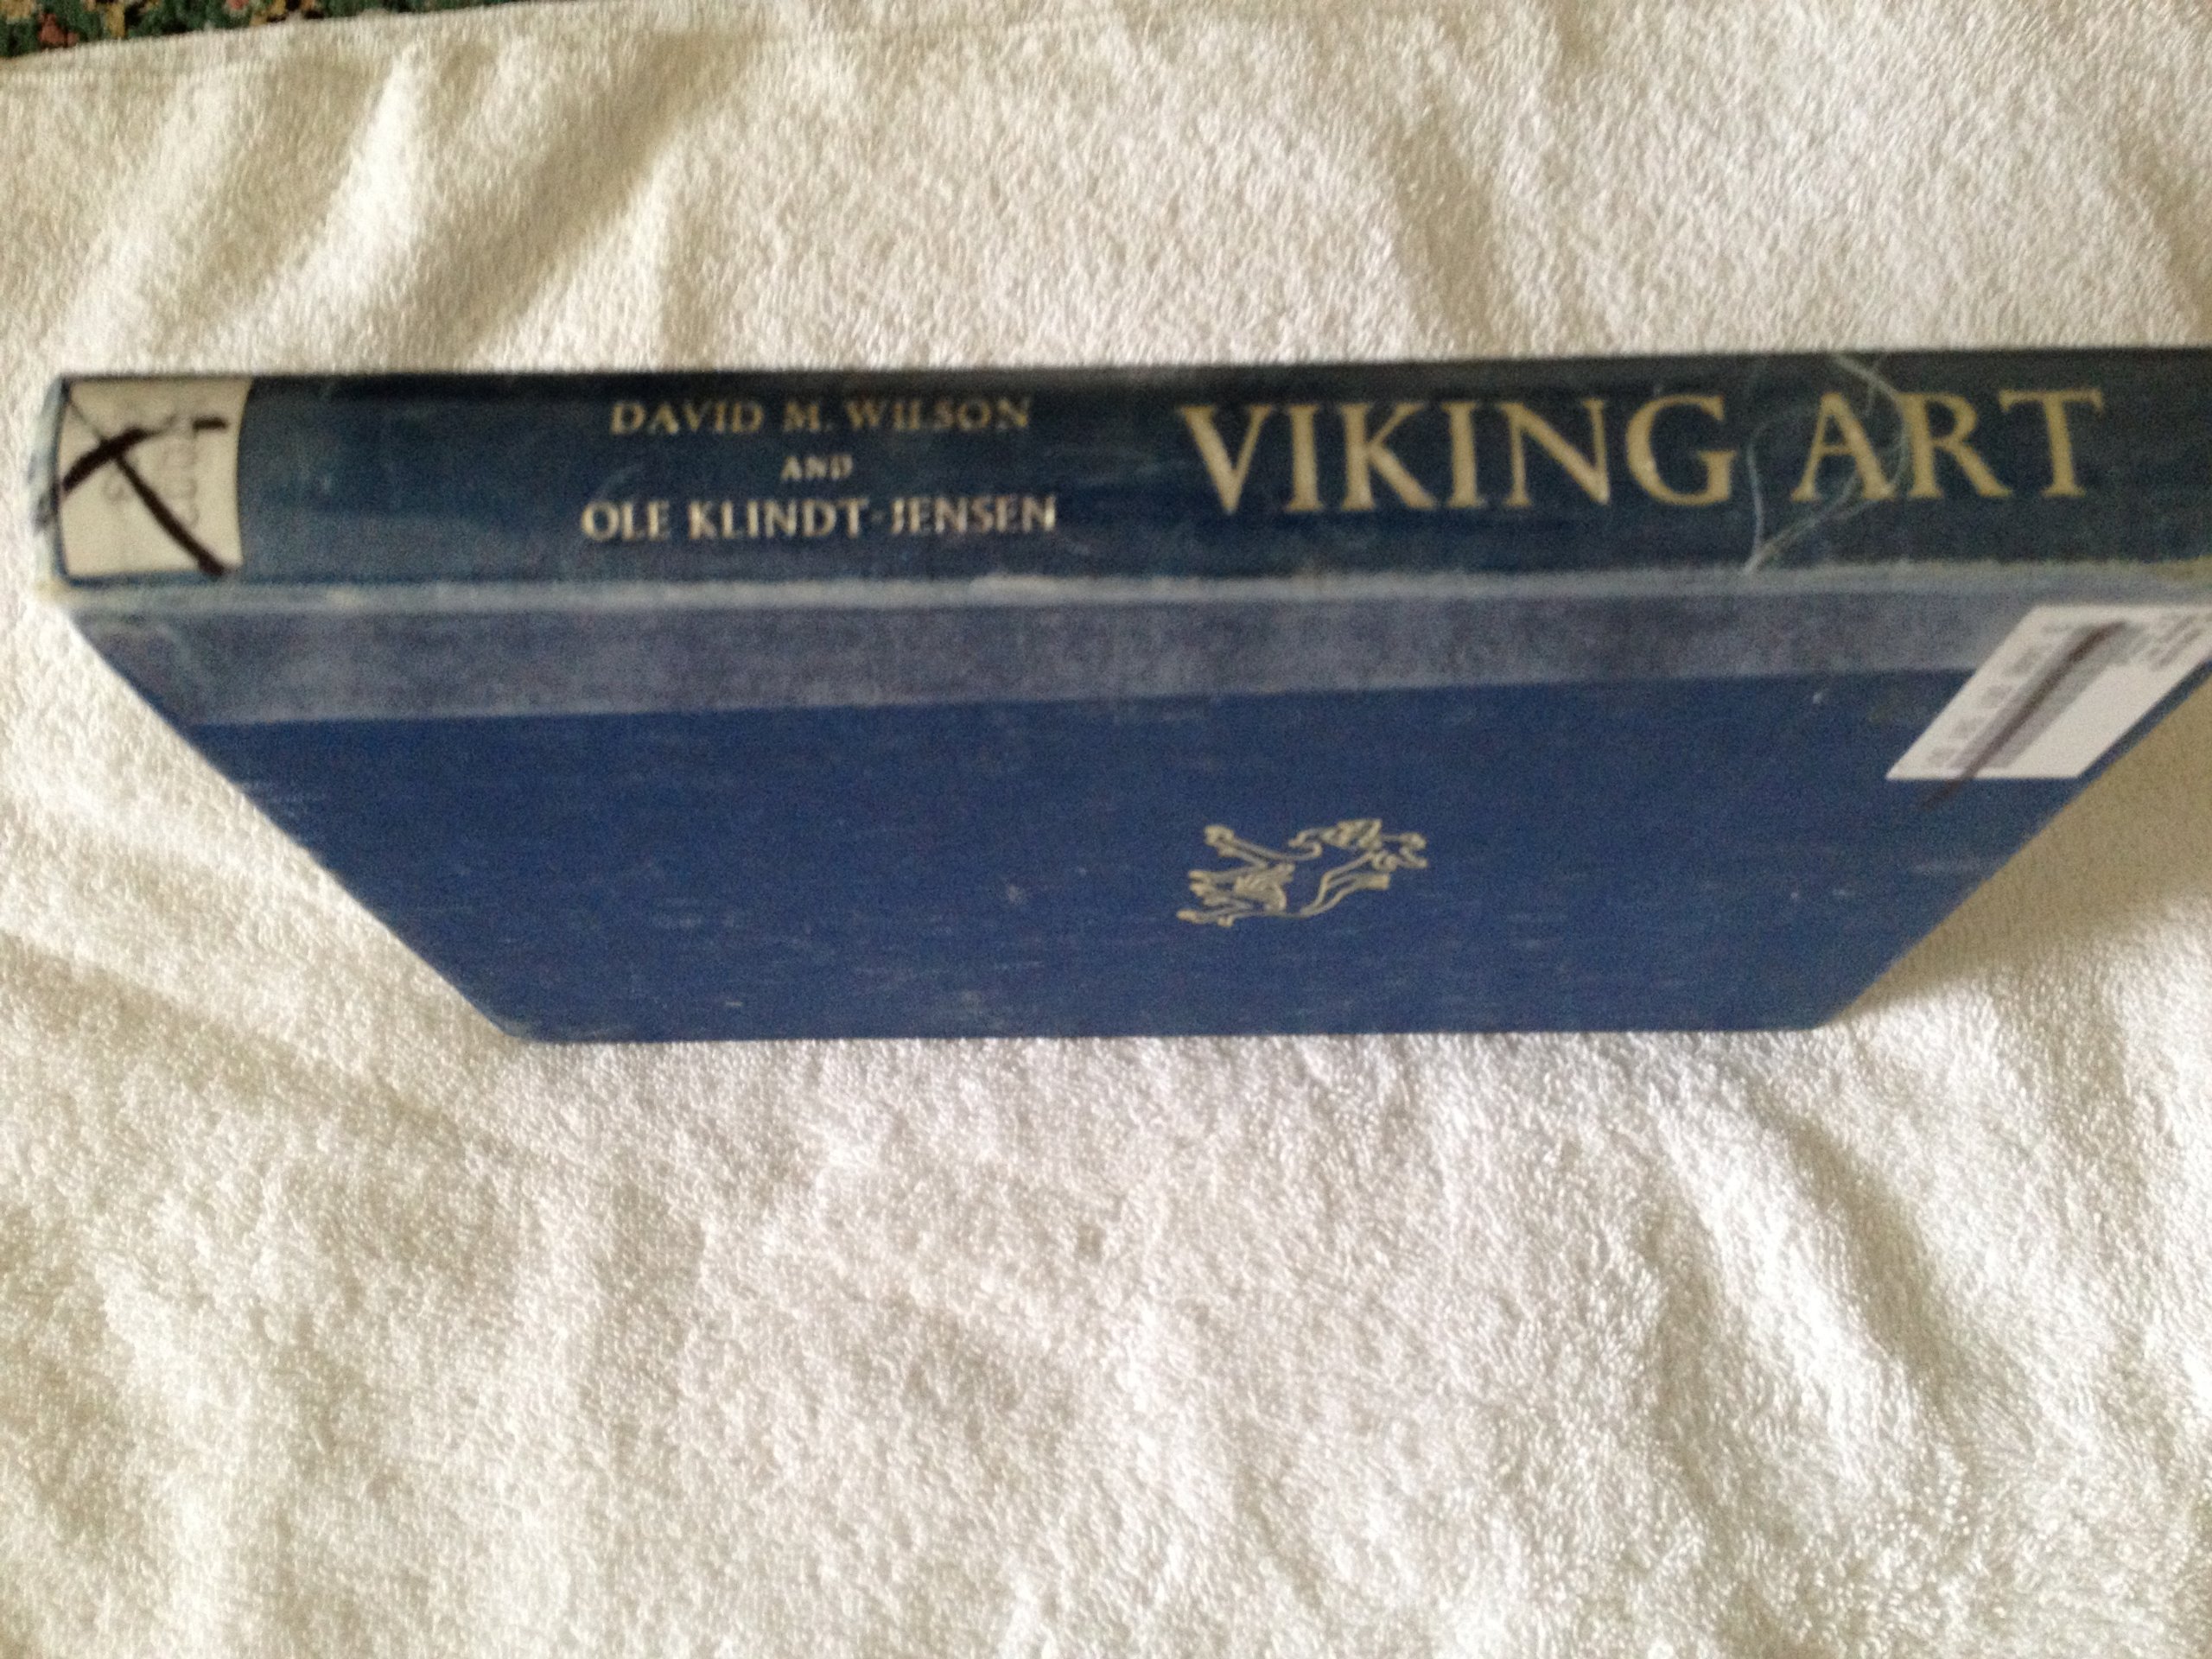 DAVID M. WILSON
AND
OLE KLINDT-JENSEN
VIKING ART